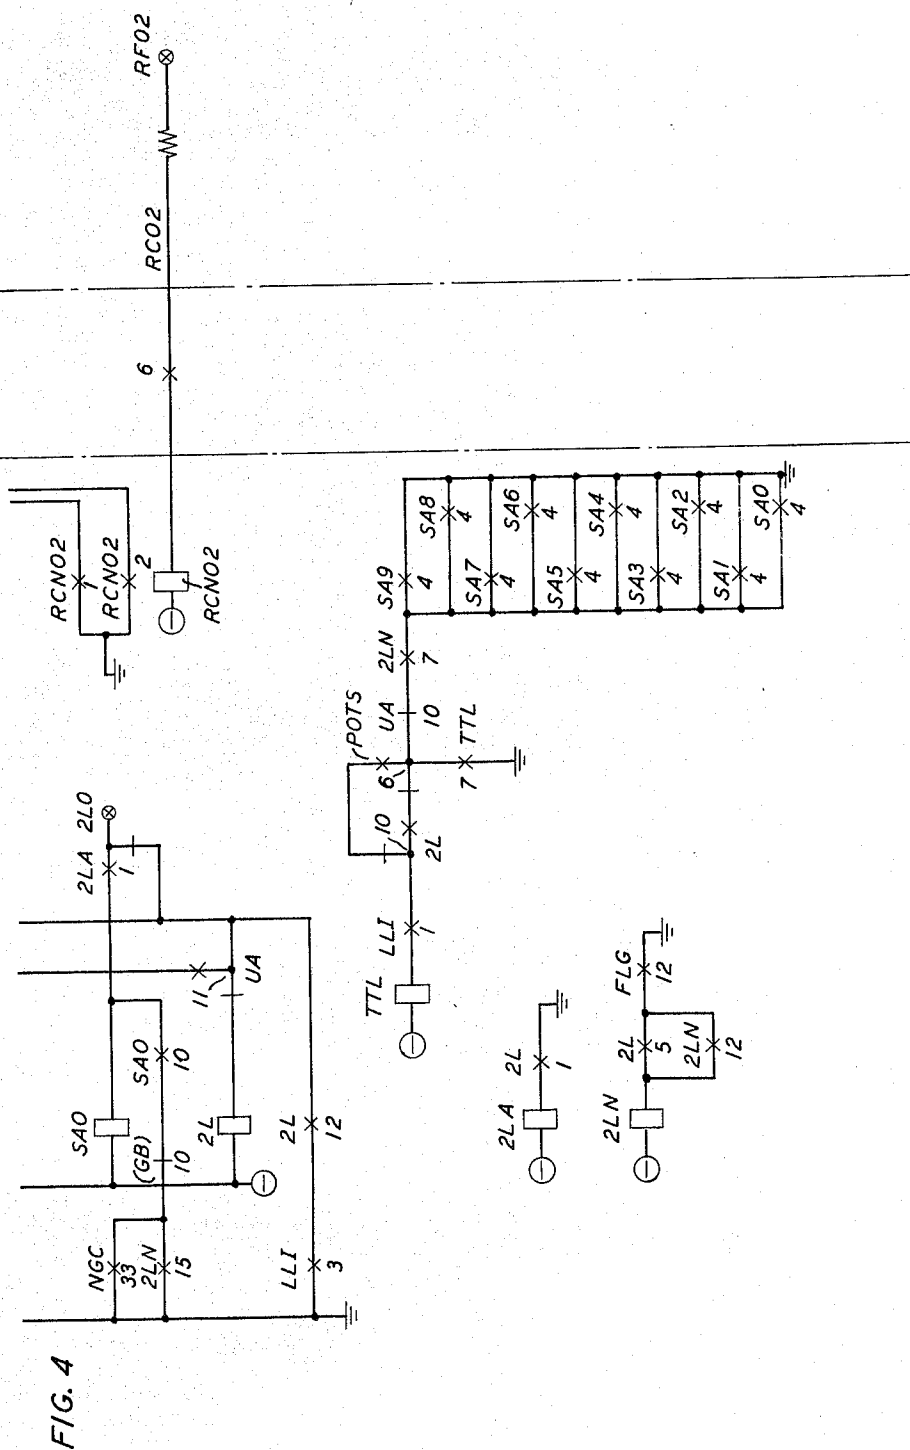 FIG. 4
NGC
33
2LN
15
LLI
3
SAO
(GB)
10
SAO
10
2L
2L
12
11
UA
2LA
1
2LO
RCNO2
1
RCNO2
2
RCNO2
6
RCO2
RFO2
TTL
LLI
1
10
2L
6
POTS
7
TTL
UA
10
2LN
7
SA9
4
SA8
4
SA7
4
SA6
4
SA5
4
SA4
4
SA3
4
SA2
4
SA1
4
SAO
4
2LA
2L
1
2LN
2L
5
2LN
12
FLG
12